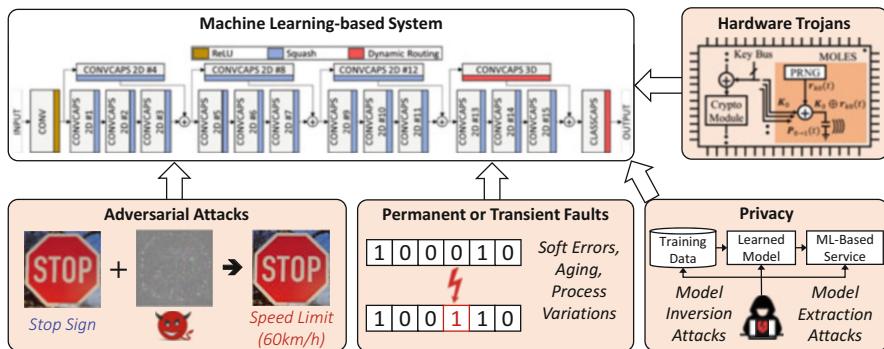 Machine Learning-based System
ReLU
Squash
Dynamic Routing
CONVCAPS 2D #4
CONVCAPS 2D #8
CONVCAPS 2D #12
CONVCAPS 3D
INPUT
CONV
CONVCAPS 2D #1
CONVCAPS 2D #2
CONVCAPS 2D #3
CONVCAPS 2D #5
CONVCAPS 2D #6
CONVCAPS 2D #7
CONVCAPS 2D #9
CONVCAPS 2D #10
CONVCAPS 2D #11
CONVCAPS 2D #13
CONVCAPS 2D #14
CONVCAPS 2D #15
CLASSCAPS
OUTPUT
Hardware Trojans
Key Bus
MOLES
PRNG
Crypto
Module
Adversarial Attacks
STOP
+
STOP
Stop Sign
Speed Limit
(60km/h)
Permanent or Transient Faults
1 0 0 0 0 1 0
1 0 0 1 1 1 0
Soft Errors,
Aging,
Process
Variations
Privacy
Training
Data
Learned
Model
ML-Based
Service
Model
Inversion
Attacks
Model
Extraction
Attacks